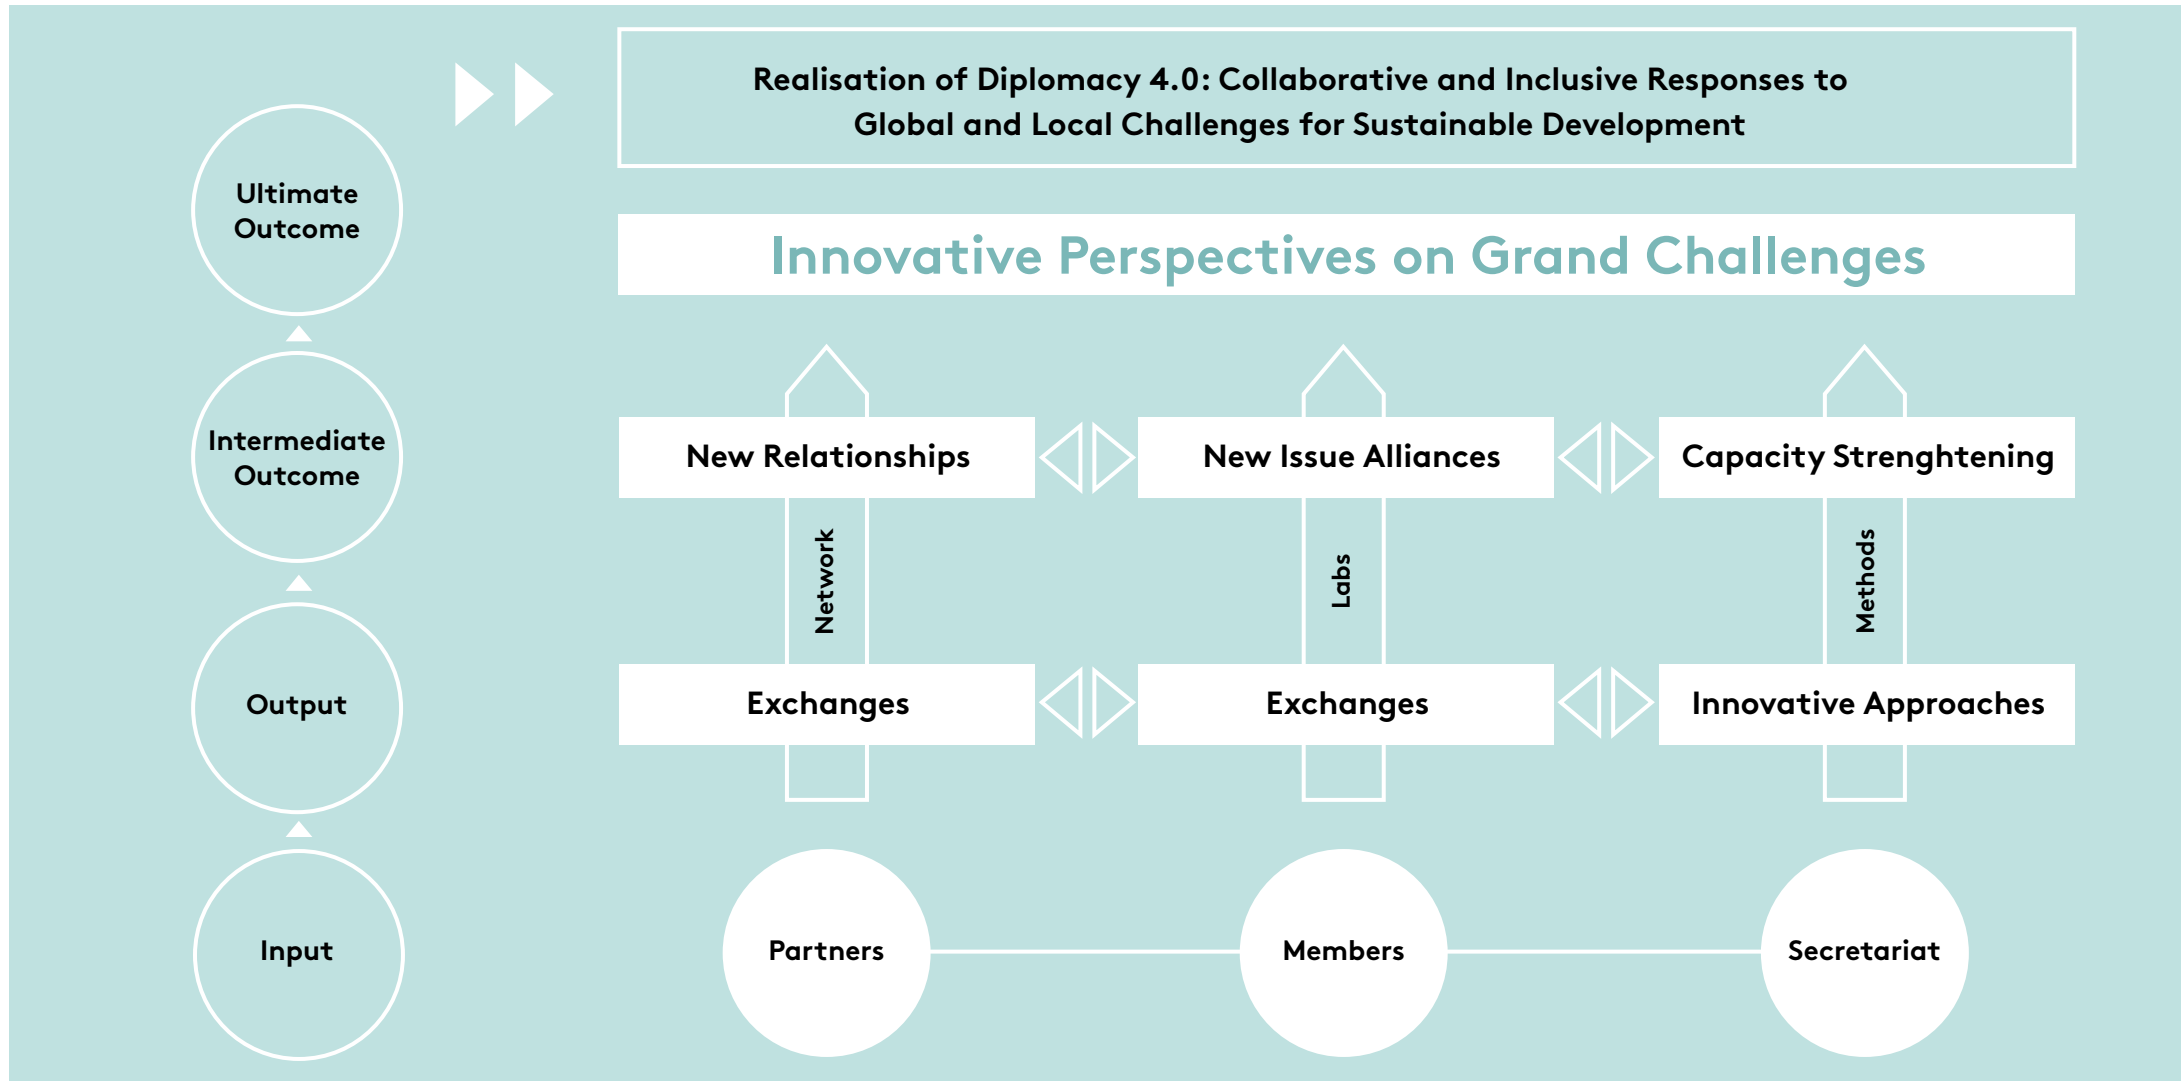 Realisation of Diplomacy 4.0: Collaborative and Inclusive Responses to
Global and Local Challenges for Sustainable Development
Ultimate
Outcome
Innovative Perspectives on Grand Challenges
Intermediate
Outcome
New Relationships
New Issue Alliances
Capacity Strenghtening
Network
Labs
Methods
Output
Exchanges
Exchanges
Innovative Approaches
Input
Partners
Members
Secretariat